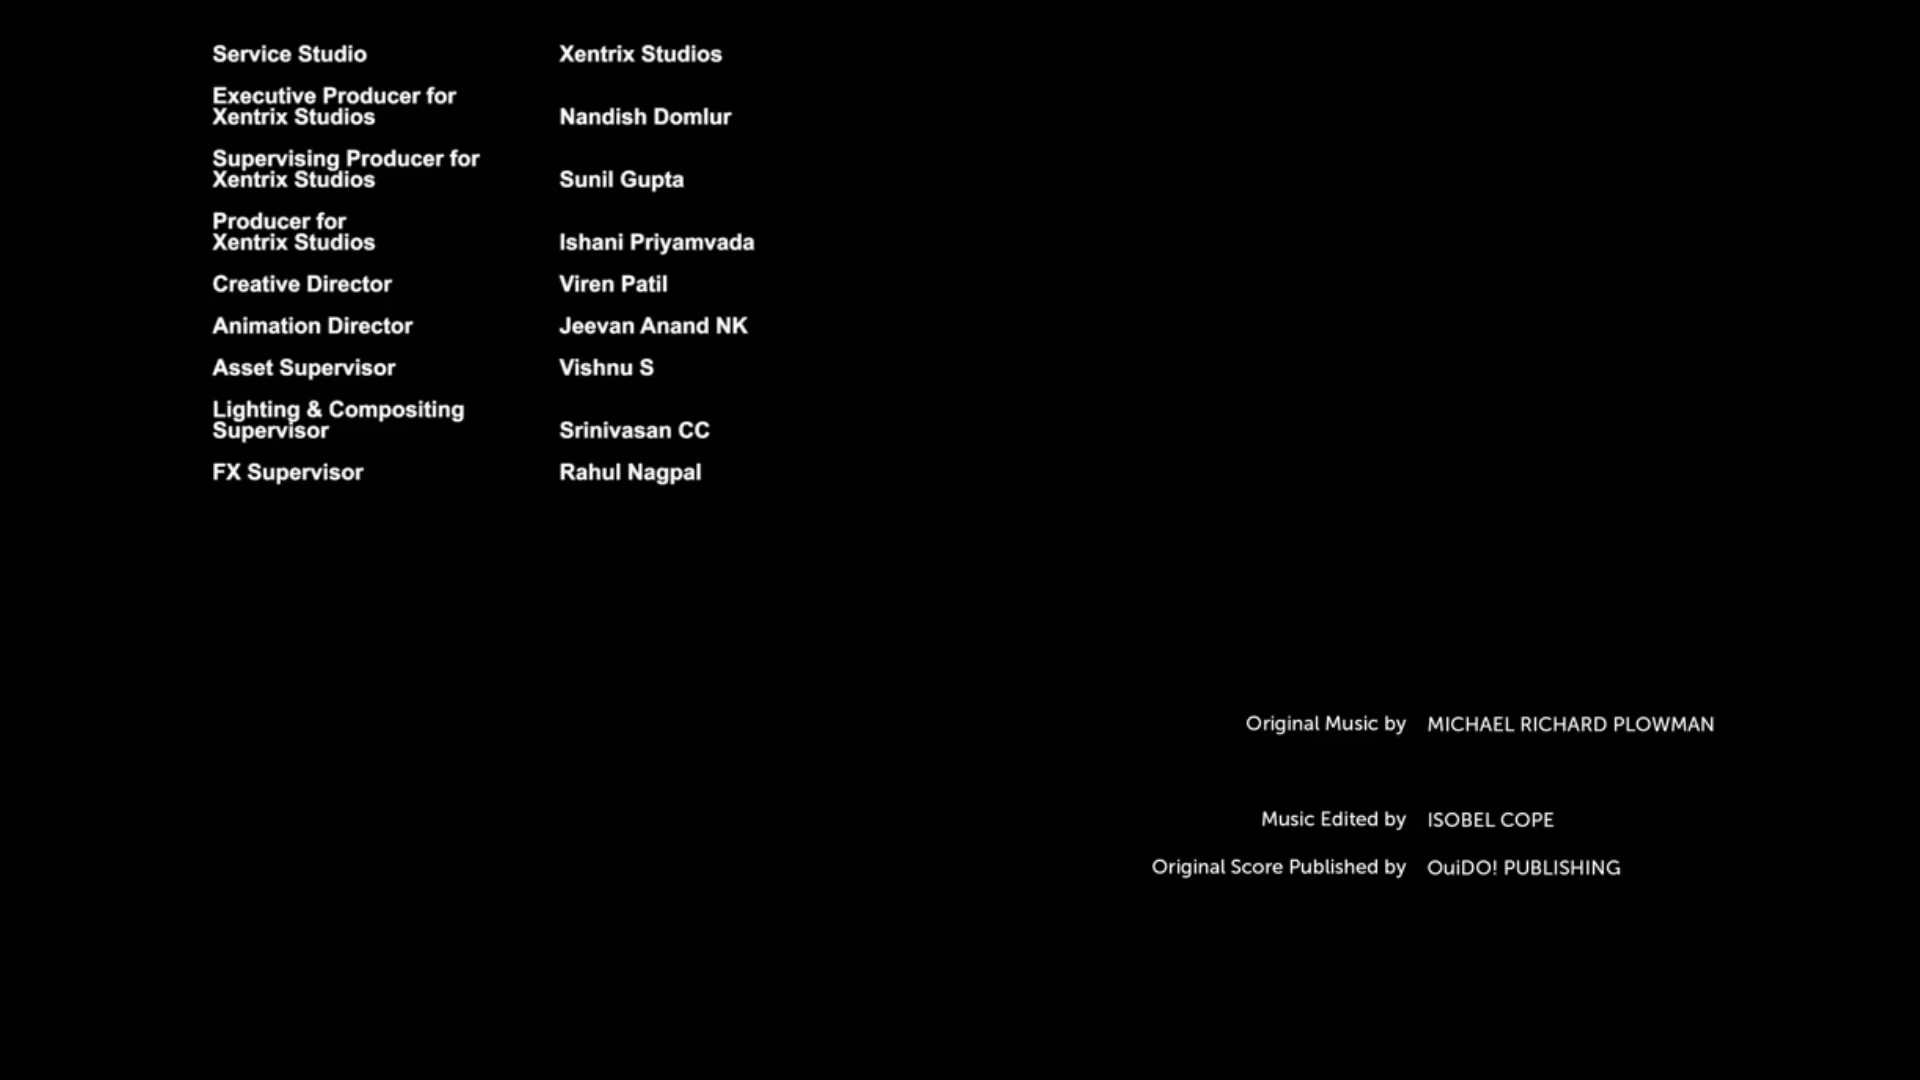 Service Studio Xentrix Studios
Executive Producer for
Xentrix Studios Nandish Domlur
Supervising Producer for
Xentrix Studios Sunil Gupta
Producer for
Xentrix Studios Ishani Priyamvada
Creative Director Viren Patil
Animation Director Jeevan Anand NK
Asset Supervisor Vishnu S
Lighting & Compositing
Supervisor Srinivasan CC
FX Supervisor Rahul Nagpal
Original Music by MICHAEL RICHARD PLOWMAN
Music Edited by ISOBEL COPE
Original Score Published by OuiDO! PUBLISHING